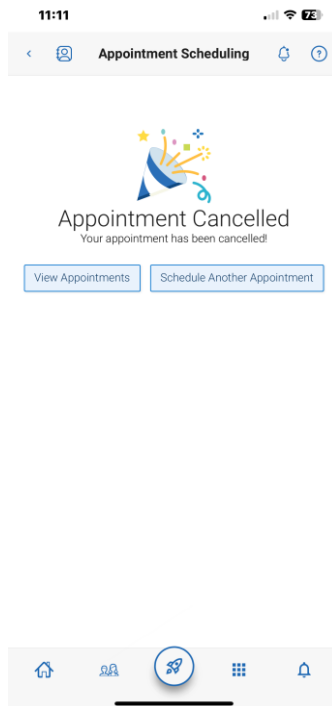 11:11
73
Appointment Scheduling
?
Appointment Cancelled
Your appointment has been cancelled!
View Appointments
Schedule Another Appointment